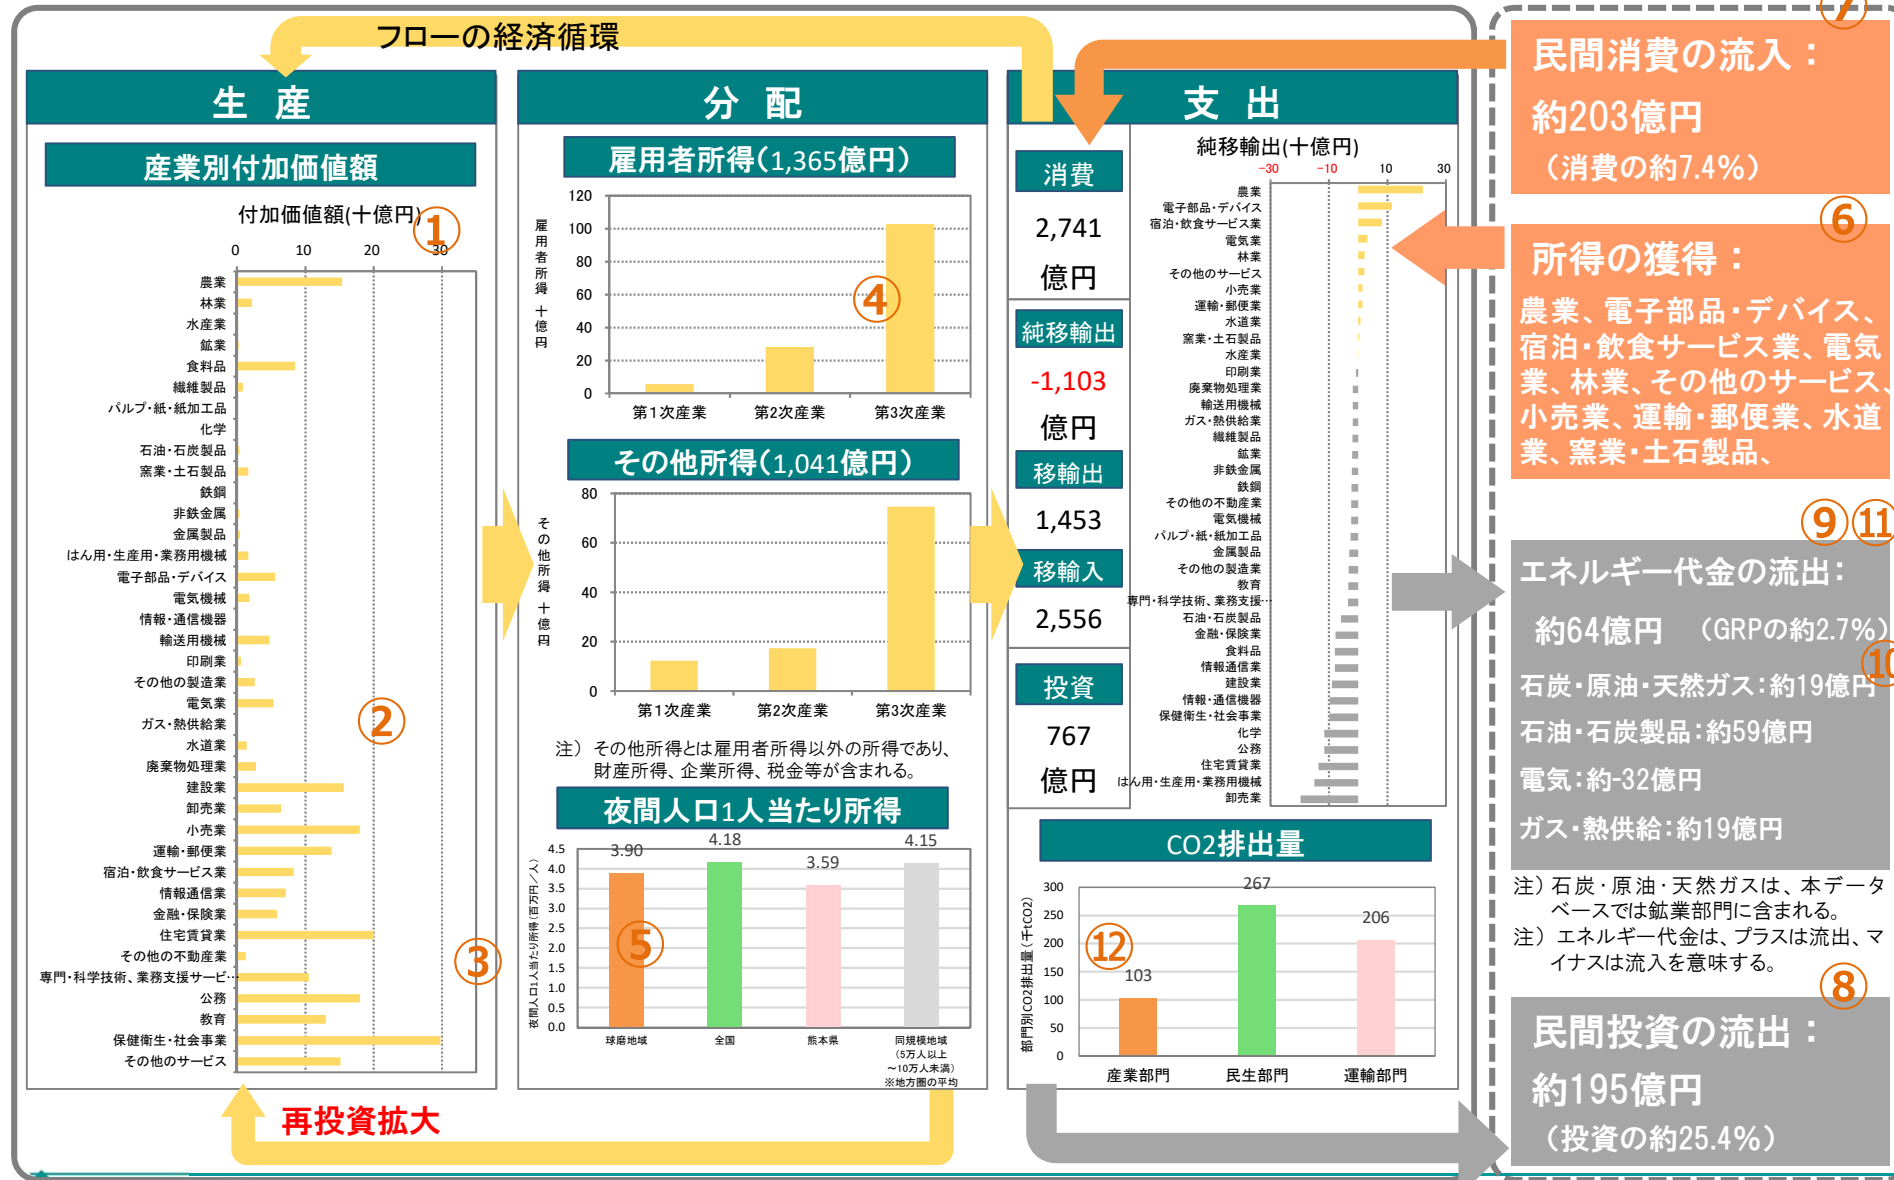 フローの経済循環
生 産
産業別付加価値額
付加価値額(十億円)
①
0 10 20 30
農業
林業
水産業
鉱業
食料品
繊維製品
パルプ・紙・紙加工品
化学
石油・石炭製品
窯業・土石製品
鉄鋼
非鉄金属
金属製品
はん用・生産用・業務用機械
電子部品・デバイス
電気機械
情報・通信機器
輸送用機械
印刷業
その他の製造業
電気業
ガス・熱供給業
水道業
廃棄物処理業
建設業
卸売業
小売業
運輸・郵便業
宿泊・飲食サービス業
情報通信業
金融・保険業
住宅賃貸業
その他の不動産業
専門・科学技術、業務支援サービ…
公務
教育
保健衛生・社会事業
その他のサービス
②
③
再投資拡大
分 配
雇用者所得(1,365億円)
雇用者所得 十億円
120
100
80
60
40
20
0
④
第1次産業 第2次産業 第3次産業
その他所得(1,041億円)
その他所得 十億円
80
60
40
20
0
第1次産業 第2次産業 第3次産業
注) その他所得とは雇用者所得以外の所得であり、
財産所得、企業所得、税金等が含まれる。
夜間人口1人当たり所得
夜間人口1人当たり所得(百万円/人)
4.5
4.0
3.5
3.0
2.5
2.0
1.5
1.0
0.5
0.0
3.90 4.18 3.59 4.15
⑤
球磨地域 全国 熊本県 同規模地域
(5万人以上
~10万人未満)
※地方圏の平均
支 出
消費
2,741
億円
純移輸出
-1,103
億円
移輸出
1,453
移輸入
2,556
投資
767
億円
純移輸出(十億円)
-30 -10 10 30
農業
電子部品・デバイス
宿泊・飲食サービス業
電気業
林業
その他のサービス
小売業
運輸・郵便業
水道業
窯業・土石製品
水産業
印刷業
廃棄物処理業
輸送用機械
ガス・熱供給業
繊維製品
鉱業
非鉄金属
鉄鋼
その他の不動産業
電気機械
パルプ・紙・紙加工品
金属製品
その他の製造業
教育
専門・科学技術、業務支援…
石油・石炭製品
金融・保険業
食料品
情報通信業
建設業
情報・通信機器
保健衛生・社会事業
化学
公務
住宅賃貸業
はん用・生産用・業務用機械
卸売業
CO2排出量
部門別CO2排出量(千tCO2)
300
250
200
150
100
50
0
⑫
103 267 206
産業部門 民生部門 運輸部門
⑦
民間消費の流入：
約203億円
(消費の約7.4%)
⑥
所得の獲得：
農業、電子部品・デバイス、
宿泊・飲食サービス業、電気
業、林業、その他のサービス、
小売業、運輸・郵便業、水道
業、窯業・土石製品、
⑨⑪
エネルギー代金の流出：
約64億円 (GRPの約2.7%)
⑩
石炭・原油・天然ガス：約19億円
石油・石炭製品：約59億円
電気：約-32億円
ガス・熱供給：約19億円
注) 石炭・原油・天然ガスは、本データ
ベースでは鉱業部門に含まれる。
注) エネルギー代金は、プラスは流出、マ
イナスは流入を意味する。
⑧
民間投資の流出：
約195億円
(投資の約25.4%)